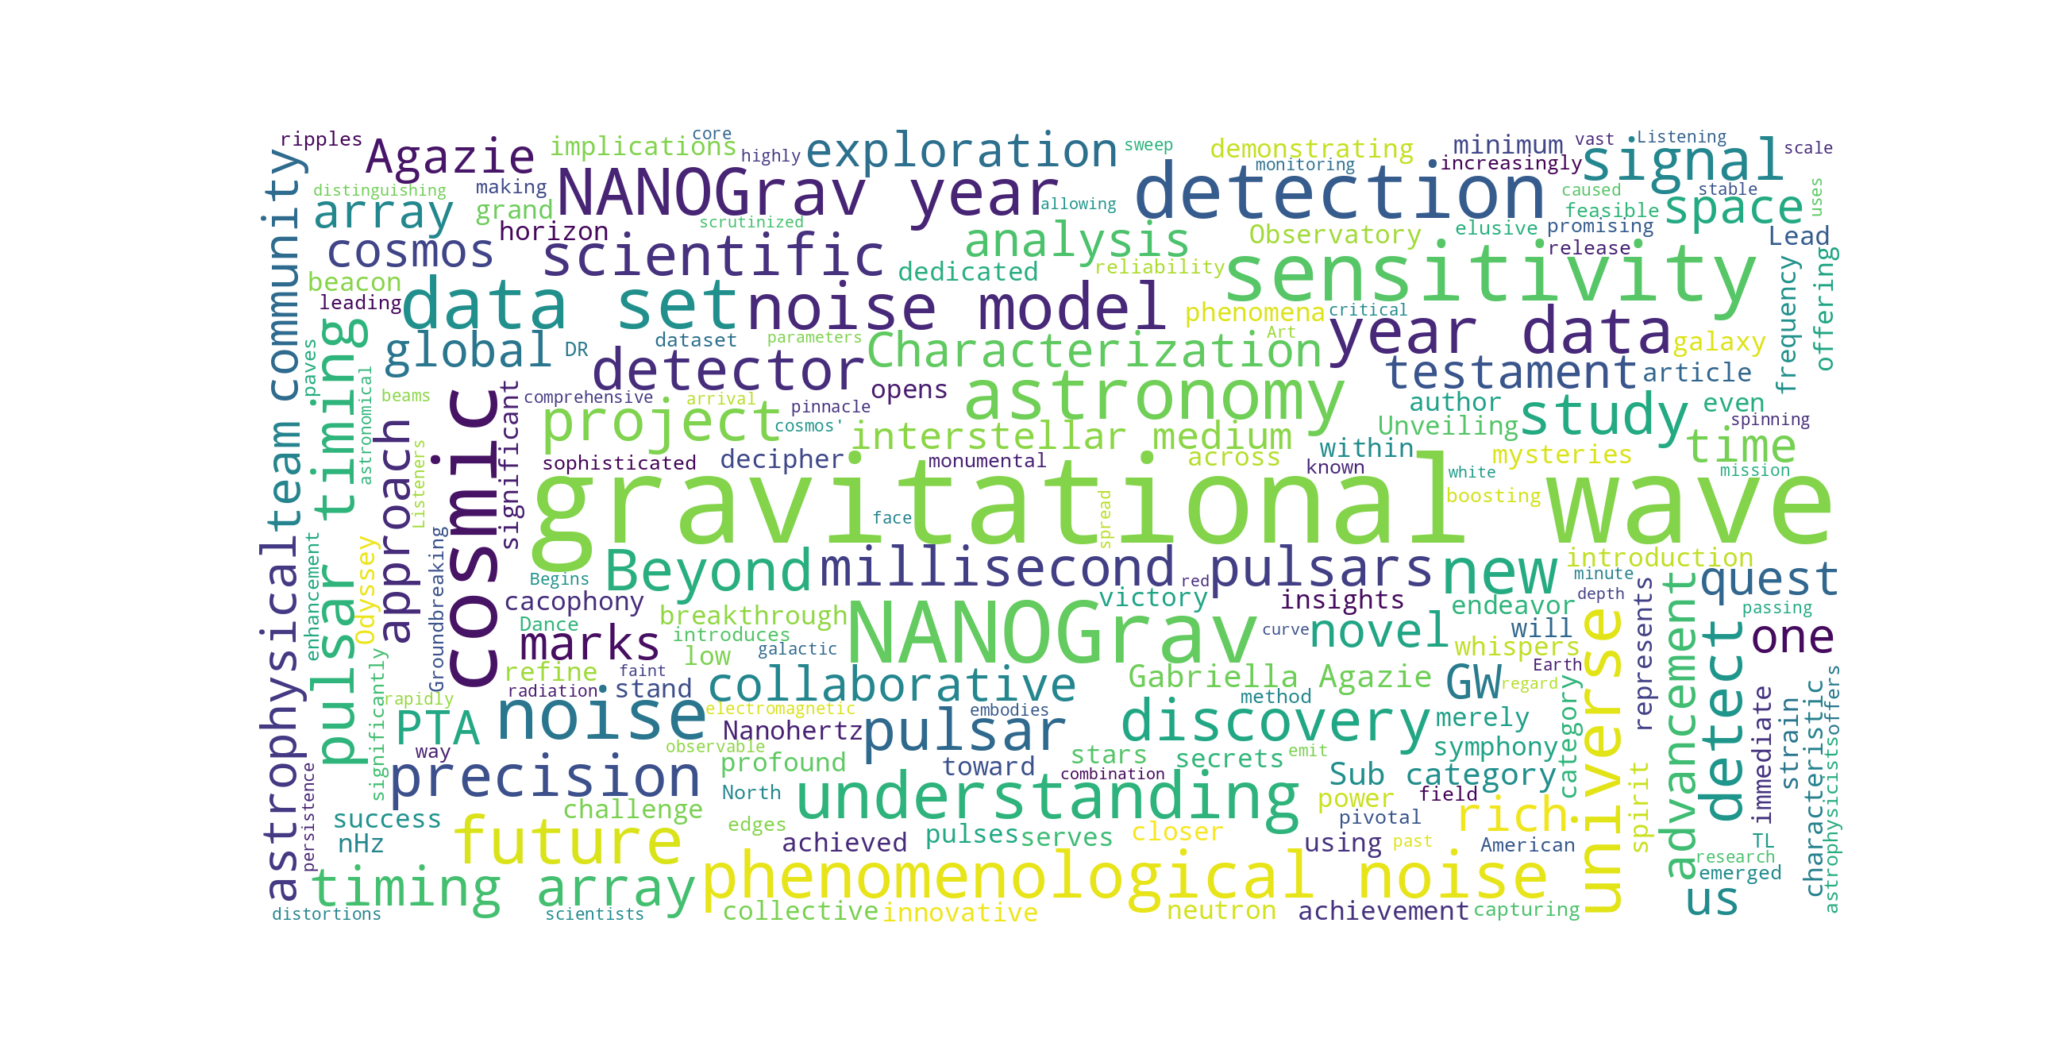 ripples
Agazie
implications
core
highly
exploration
sweep
demonstrating
monitoring
minimum
increasingly
vast
Listening
signal
scale
distinguishing
making
array
grand
NANOGrav year
allowing
detection
caused
stable
feasible
space
uses
horizon
scrutinized
cosmos
scientific
analysis
Observatory
elusive
promising
release
Lead
beacon
leading
data set
noise model
dedicated
reliability
sensitivity
phenomena
critical
frequency
offering
community
team
astrophysical
pulsar timing
paves
astronomical
global
DR
dataset
parameters
Characterization
Art
year data
galaxy
detector
opens
testament
article
beams
comprehensive
arrival
pinnacle
cosmos'
astronomy
author
even
study
spinning
Unveiling
project
interstellar medium
within
time
approach
Listeners
cosmic
significant
sophisticated
decipher
monumental
across
known
white
mysteries
mission
boosting
gravitational wave
face
spread
enhancement
Odyssey
Groundbreaking
Beyond
millisecond pulsars
red
new
introduction
Begins
minute
depth
quest
cacophony
victory
insights
endeavor
passing
Dance
breakthrough
marks
introduces
NANOGrav
curve
novel
will
one
low
galactic
whispers
Earth
refine
faint
universe
represents
advancement
detect
radiation
stand
collaborative
Gabriella Agazie
GW
regard
rapidly
method
category
immediate
strain
characteristic
offers
significantly
electromagnetic
embodies
PTA
noise
Nanohertz
pulsar
discovery
merely
way
observable
stars
secrets
emit
symphony
profound
toward
combination
Sub category
precision
persistence
North
understanding
power
field
spirit
challenge
pivotal
rich
success
edges
closer
nHz
future
achieved
pulses
serves
using
past
American
TL
research
emerged
astrophysicists
timing array
phenomenological noise
us
distortions
scientists
collective
innovative
neutron
achievement
capturing